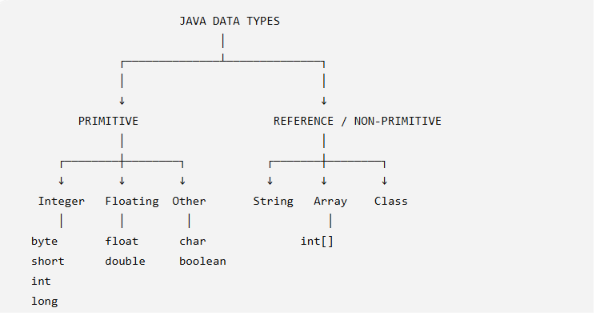 JAVA DATA TYPES
PRIMITIVE REFERENCE / NON-PRIMITIVE
Integer Floating Other String Array Class
byte float char int[]
short double boolean
int
long